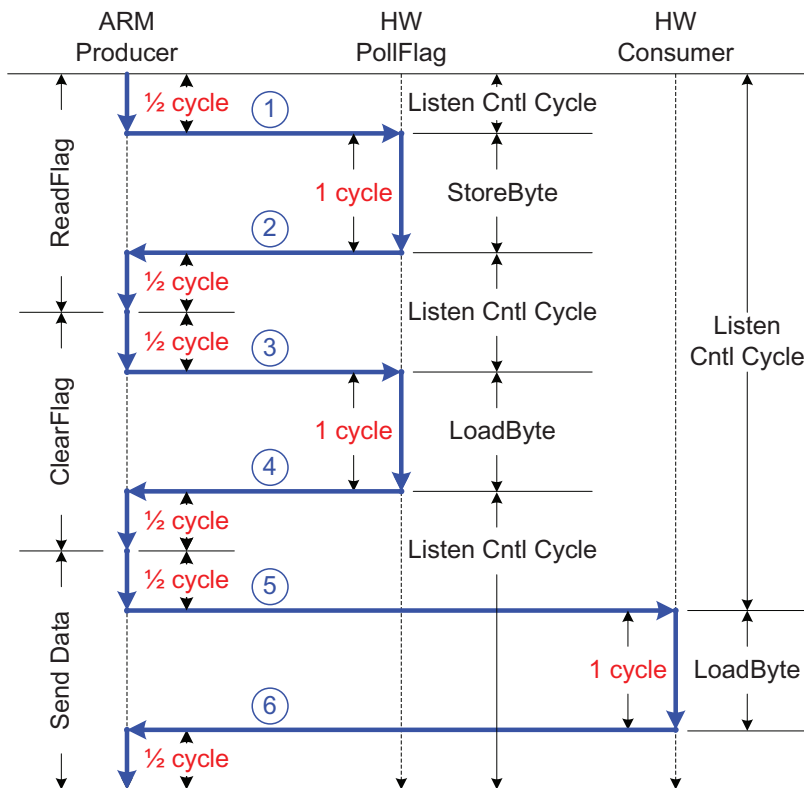 ARM
Producer
HW
PollFlag
HW
Consumer
½ cycle
1
Listen Cntl Cycle
ReadFlag
1 cycle
StoreByte
2
½ cycle
Listen Cntl Cycle
½ cycle
3
Listen
Cntl Cycle
ClearFlag
1 cycle
LoadByte
4
½ cycle
Listen Cntl Cycle
½ cycle
5
Send Data
1 cycle
LoadByte
6
½ cycle